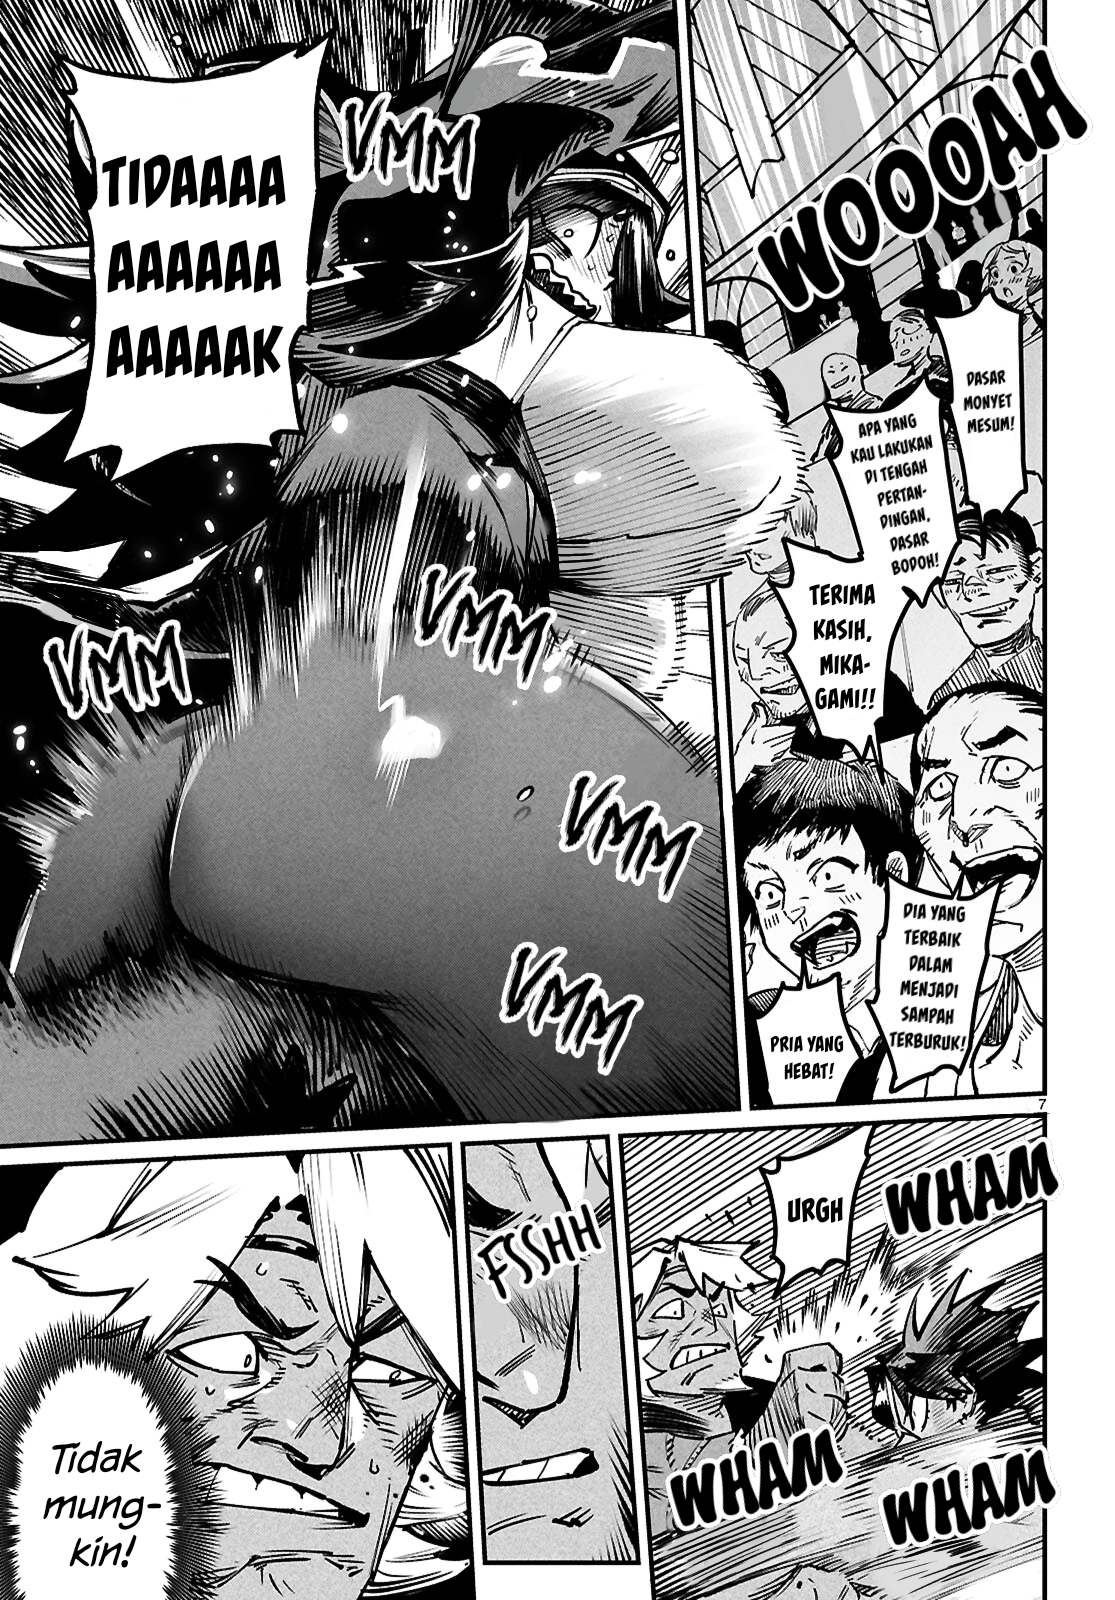 WOOOAH
DASAR
MONYET
MESUM!
APA YANG
KAU LAKUKAN
DI TENGAH
PERTAN-
DINGAN,
DASAR
BODOH!
TERIMA
KASIH,
MIKA-
GAMI!!
DIA YANG
TERBAIK
DALAM
MENJADI
SAMPAH
TERBURUK!
PRIA YANG
HEBAT!
VMM
TIDAAAA
AAAAAA
AAAAAK
VMM
VMM
VMM
VMM
7
WHAM
URGH
WHAM
WHAM
FSSHH
Tidak
mung-
kin!